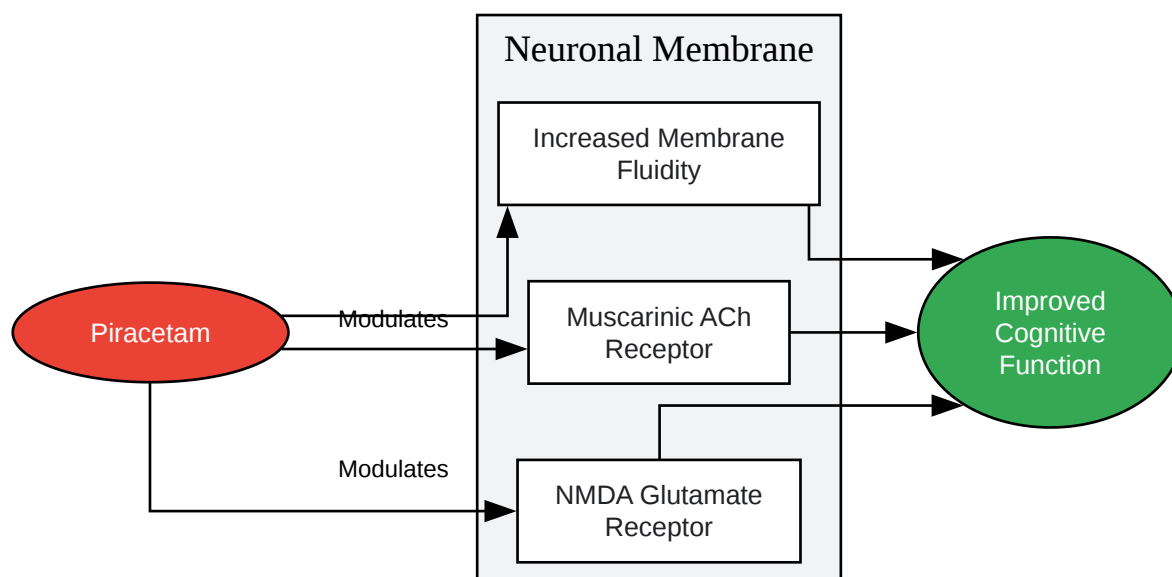 Neuronal Membrane
Increased Membrane
Fluidity
Piracetam
Modulates
Muscarinic ACh
Receptor
Improved
Cognitive
Function
Modulates
NMDA Glutamate
Receptor